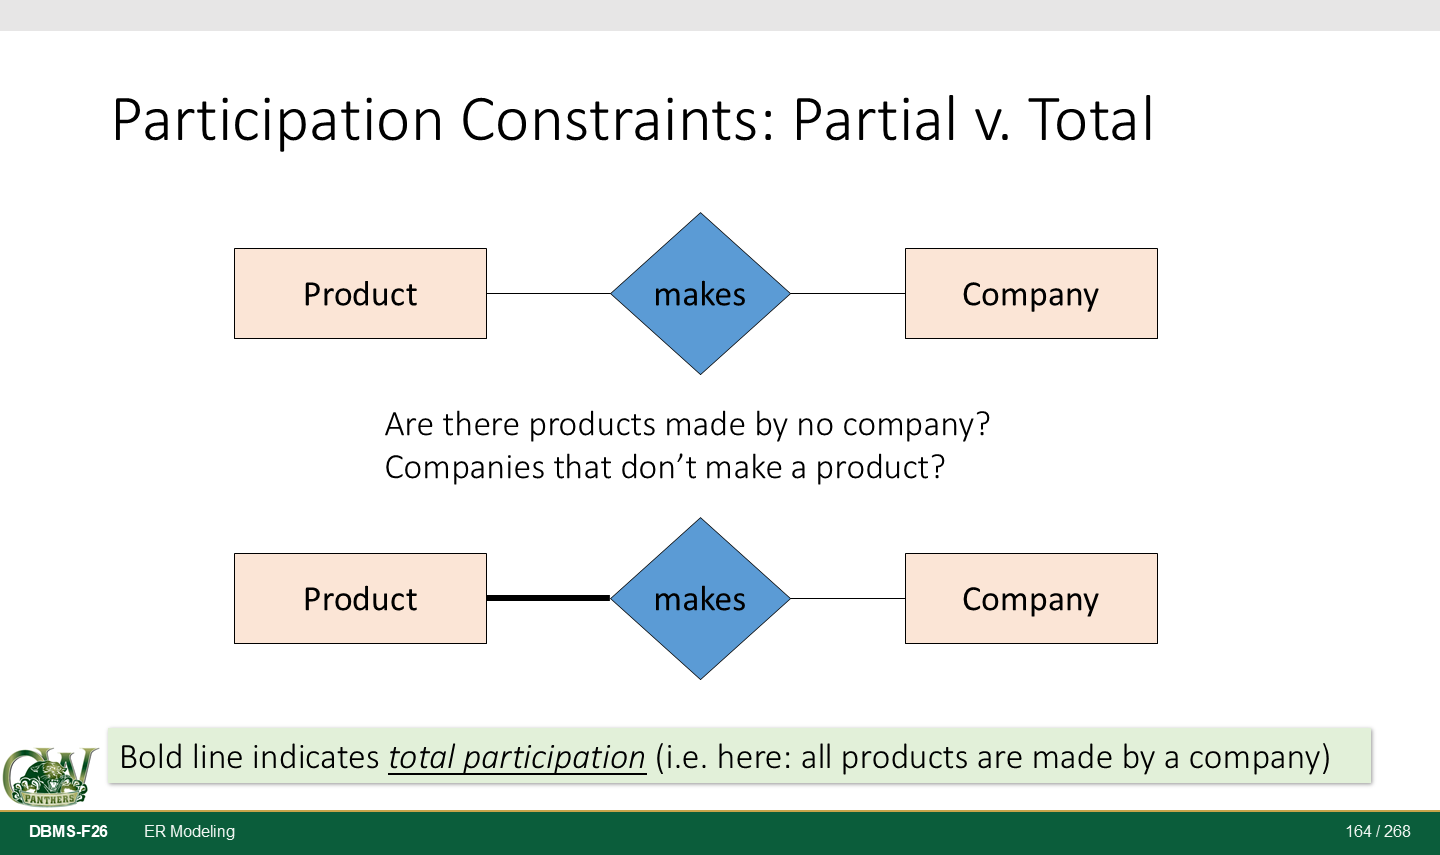 Participation Constraints: Partial v. Total
Product
makes
Company
Are there products made by no company?
Companies that don’t make a product?
Product
makes
Company
Bold line indicates total participation (i.e. here: all products are made by a company)
PANTHERS
DBMS-F26
ER Modeling
164 / 268